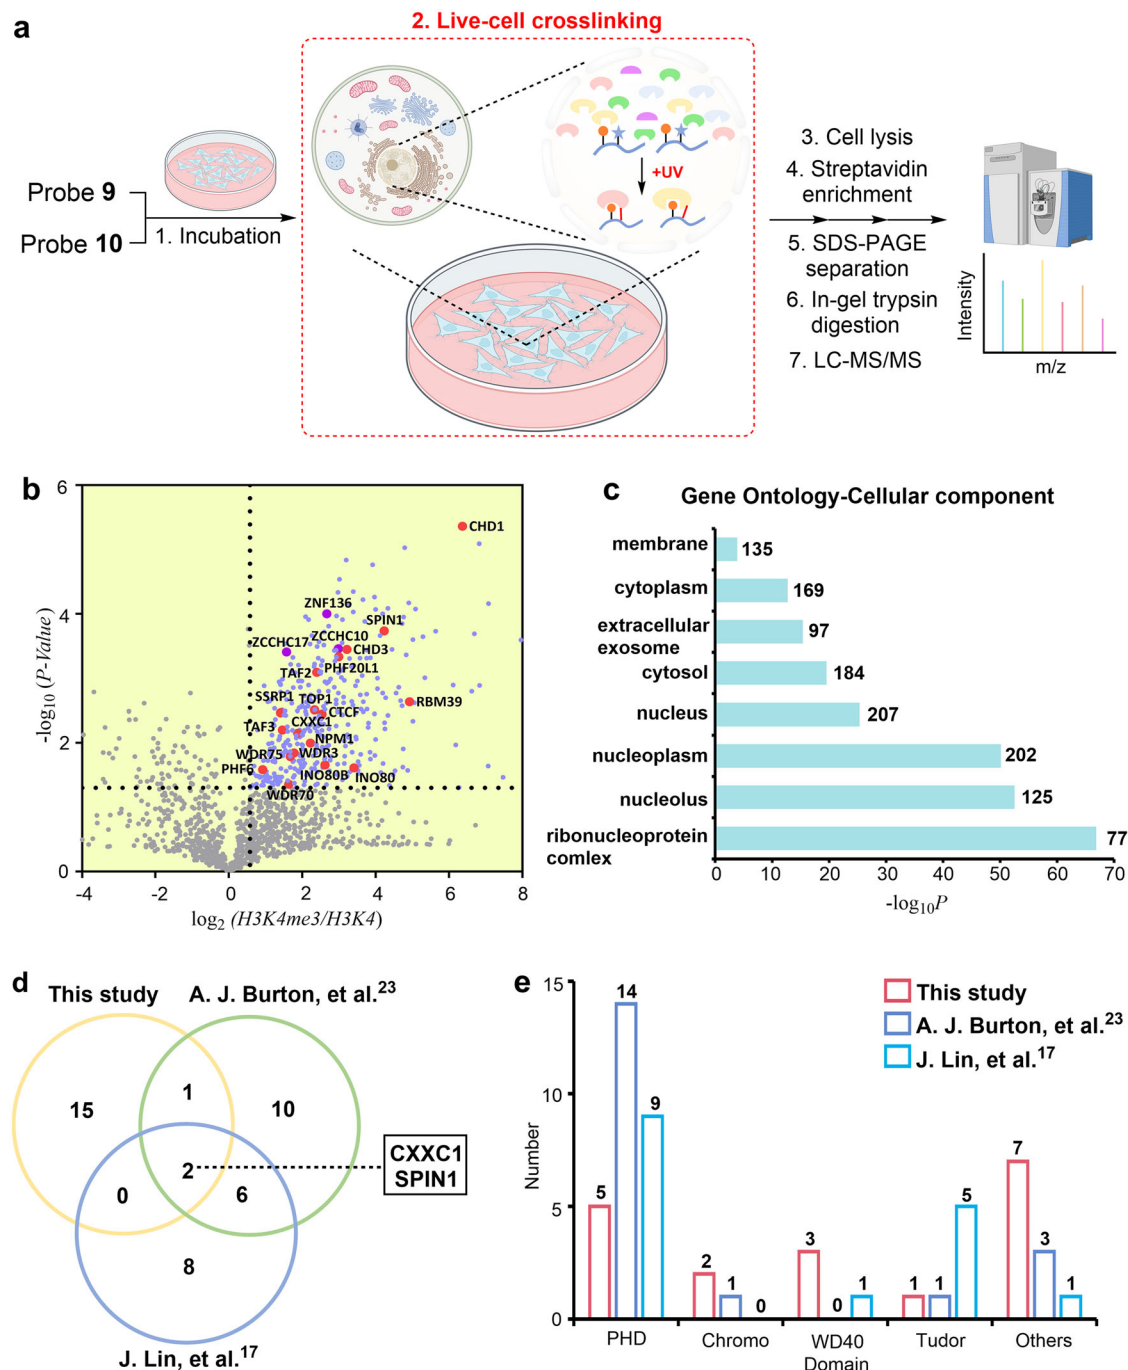 a
2. Live-cell crosslinking
Probe 9
Probe 10
1. Incubation
+UV
3. Cell lysis
4. Streptavidin
enrichment
5. SDS-PAGE
separation
6. In-gel trypsin
digestion
7. LC-MS/MS
Intensity
m/z
b
-log10 (P-Value)
6
4
2
0
-4
-2
0
2
4
6
8
log2 (H3K4me3/H3K4)
CHD1
ZNF136
SPIN1
ZCCHC17
ZCCHC10
CHD3
TAF2
PHF20L1
SSRP1
TOP1
RBM39
CTCF
TAF3
CXXC1
NPM1
WDR75
WDR3
PHF6
INO80B
INO80
WDR70
c
Gene Ontology-Cellular component
membrane
135
cytoplasm
169
extracellular
exosome
97
cytosol
184
nucleus
207
nucleoplasm
202
nucleolus
125
ribonucleoprotein
comlex
77
0 10 20 30 40 50 60 70
-log10P
d
This study
A. J. Burton, et al.23
15
1
10
2
0
6
8
CXXC1
SPIN1
J. Lin, et al.17
e
Number
15
10
5
0
This study
A. J. Burton, et al.23
J. Lin, et al.17
5 14 9
2 1 0
3 0 1
1 1 5
7 3 1
PHD
Chromo
WD40
Domain
Tudor
Others